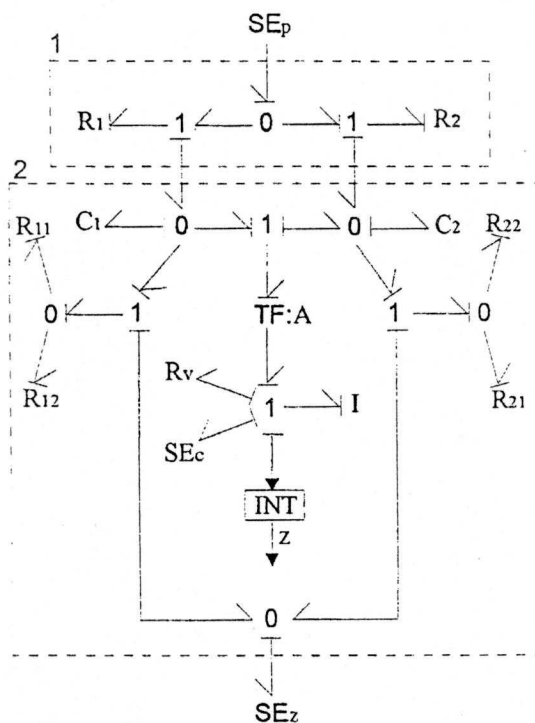 SEp
1
R1 1 0 1 R2
2
R11 C1 0 1 0 C2 R22
0 1 TF:A 1 0
R12 Rv 1 I R21
SEc
INT
z
0
SEz